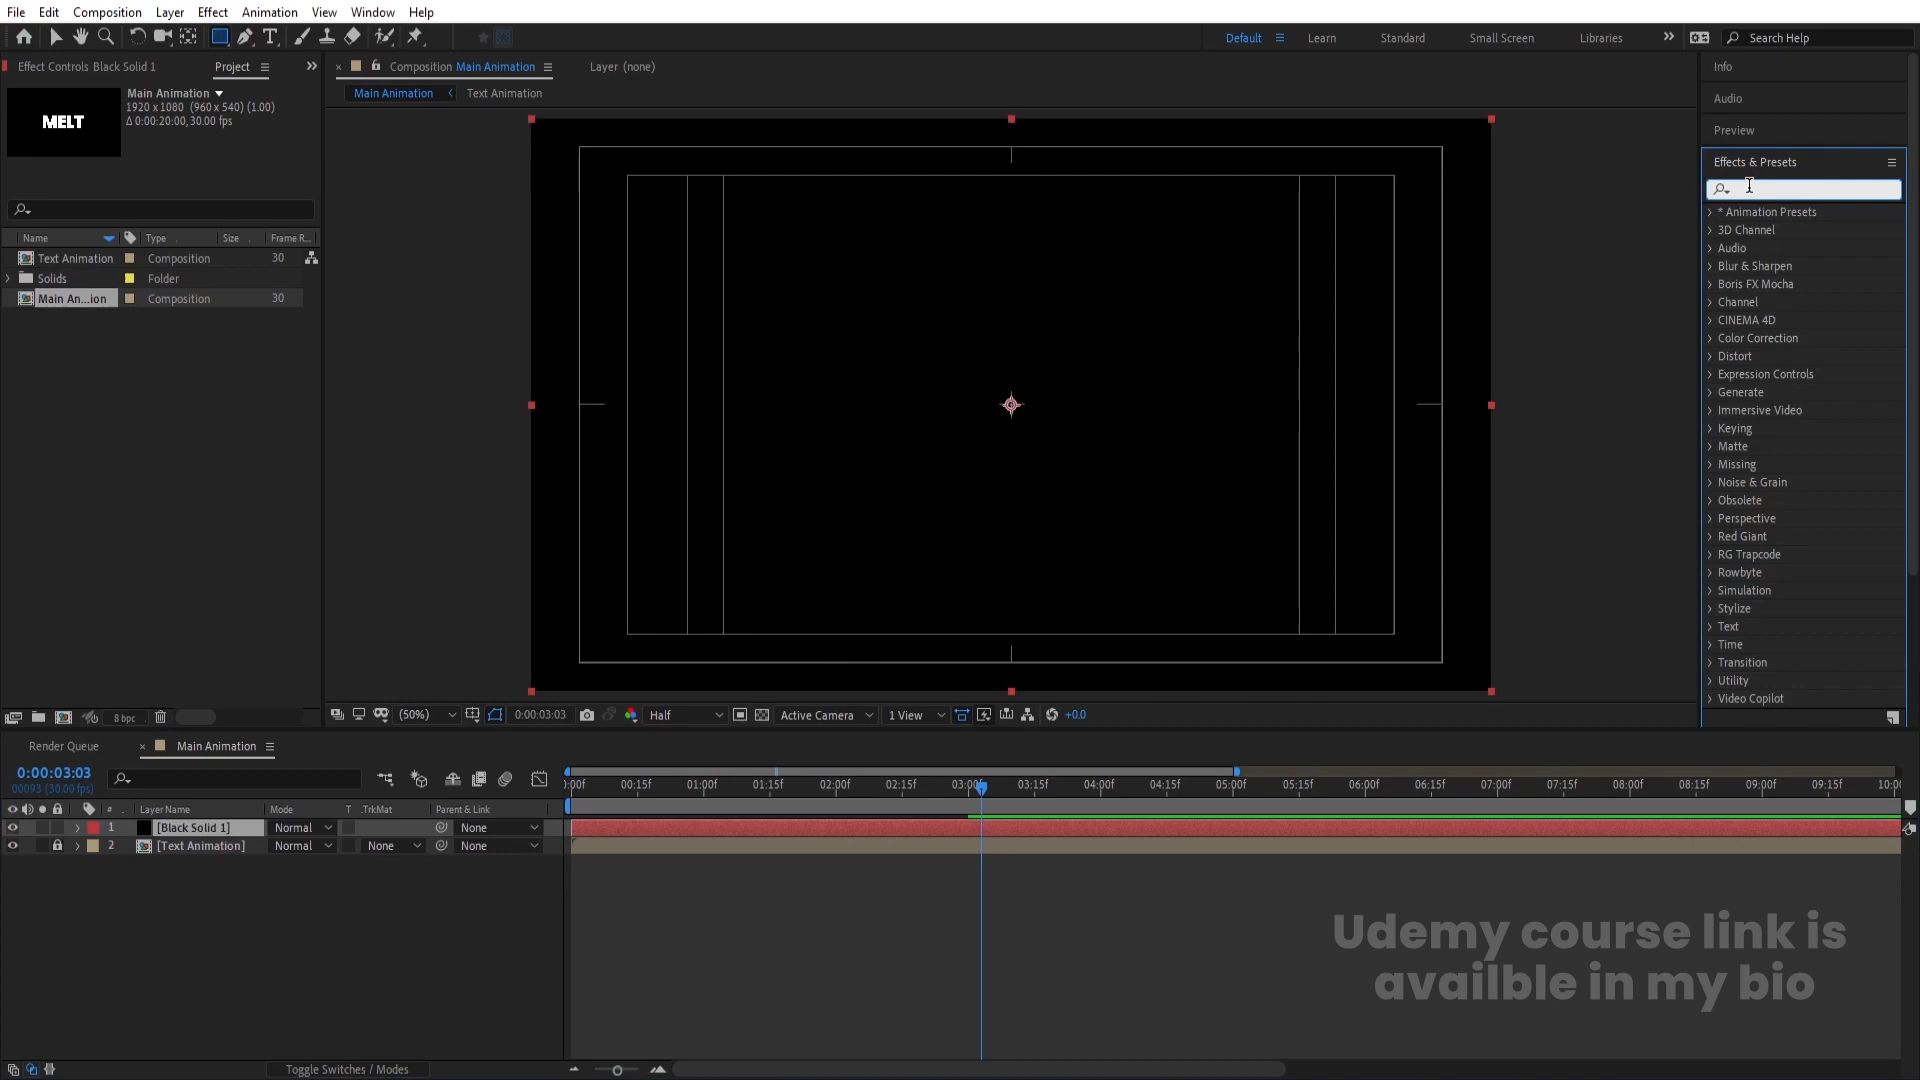 File Edit Composition Layer Effect Animation View Window Help
Default Learn Standard Small Screen Libraries Search Help
Effect Controls Black Solid 1 Project
Composition Main Animation Layer (none)
Main Animation Text Animation
MELT
Main Animation
1920 x 1080 (960 x 540) (1.00)
Δ 0:00:20:00, 30.00 fps
Name Type Size Frame R...
Text Animation Composition 30
Solids Folder
Main An...ion Composition 30
8 bpc
(50%) 0:00:03:03 Half Active Camera 1 View +0.0
Info
Audio
Preview
Effects & Presets
* Animation Presets
3D Channel
Audio
Blur & Sharpen
Boris FX Mocha
Channel
CINEMA 4D
Color Correction
Distort
Expression Controls
Generate
Immersive Video
Keying
Matte
Missing
Noise & Grain
Obsolete
Perspective
Red Giant
RG Trapcode
Rowbyte
Simulation
Stylize
Text
Time
Transition
Utility
Video Copilot
Render Queue Main Animation
0:00:03:03
00093 (30.00 fps)
:00f 00:15f 01:00f 01:15f 02:00f 02:15f 03:00f 03:15f 04:00f 04:15f 05:00f 05:15f 06:00f 06:15f 07:00f 07:15f 08:00f 08:15f 09:00f 09:15f 10:00
# Layer Name Mode T .TrkMat Parent & Link
1 [Black Solid 1] Normal None
2 [Text Animation] Normal None None
Udemy course link is
availble in my bio
Toggle Switches / Modes